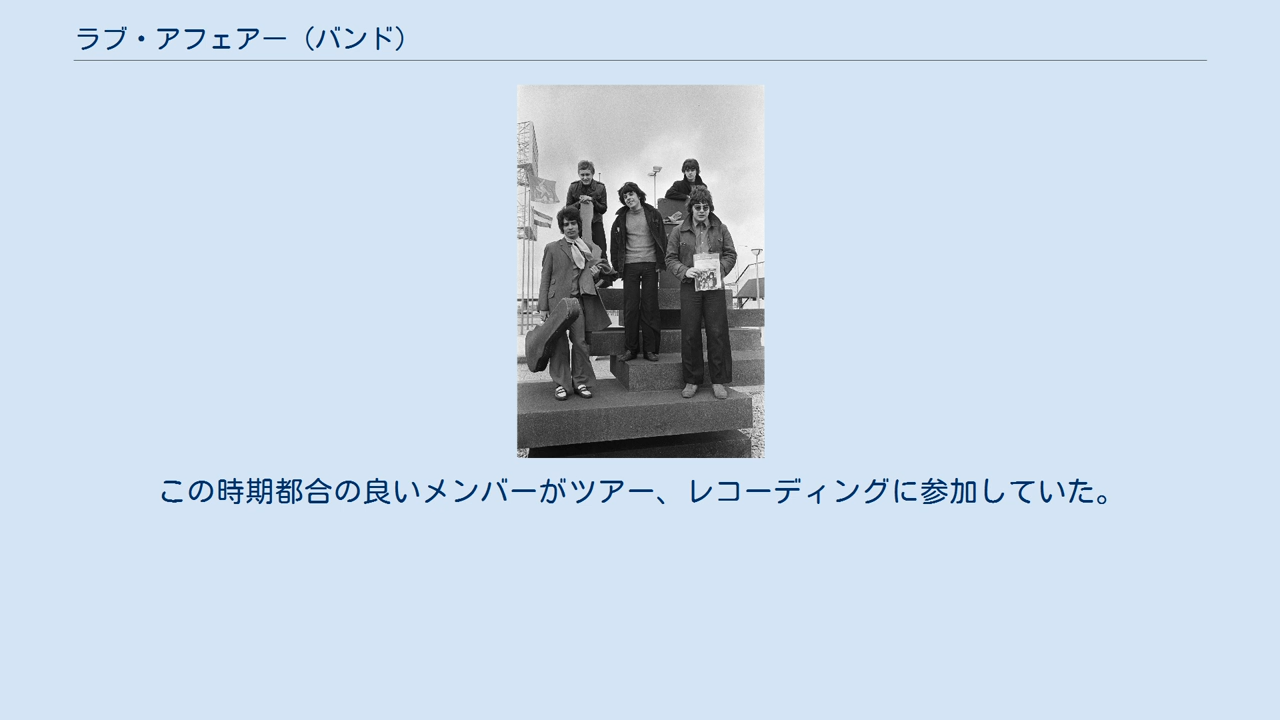 ラブ・アフェアー（バンド）
この時期都合の良いメンバーがツアー、レコーディングに参加していた。